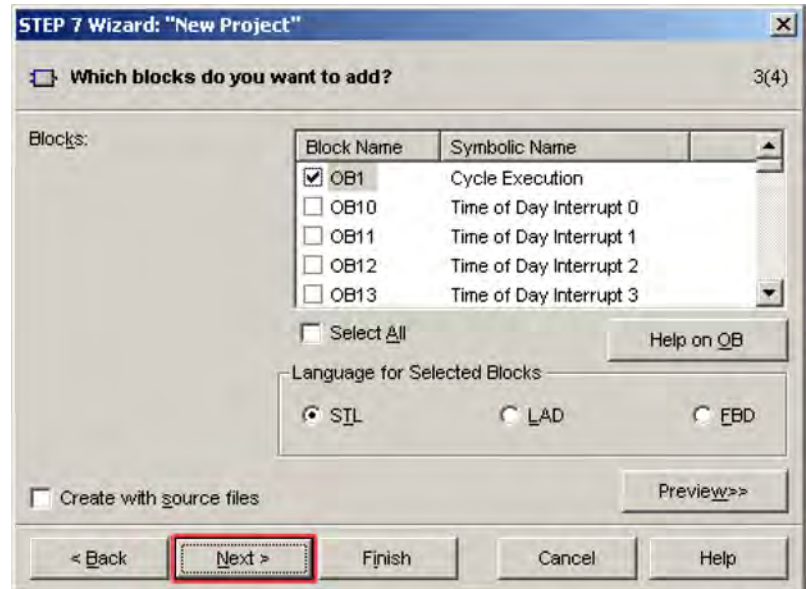 STEP 7 Wizard: "New Project"
Which blocks do you want to add? 3(4)
Blocks:
Block Name Symbolic Name
OB1 Cycle Execution
OB10 Time of Day Interrupt 0
OB11 Time of Day Interrupt 1
OB12 Time of Day Interrupt 2
OB13 Time of Day Interrupt 3
Select All
Help on OB
Language for Selected Blocks
STL LAD FBD
Create with source files
Preview>>
< Back Next > Finish Cancel Help